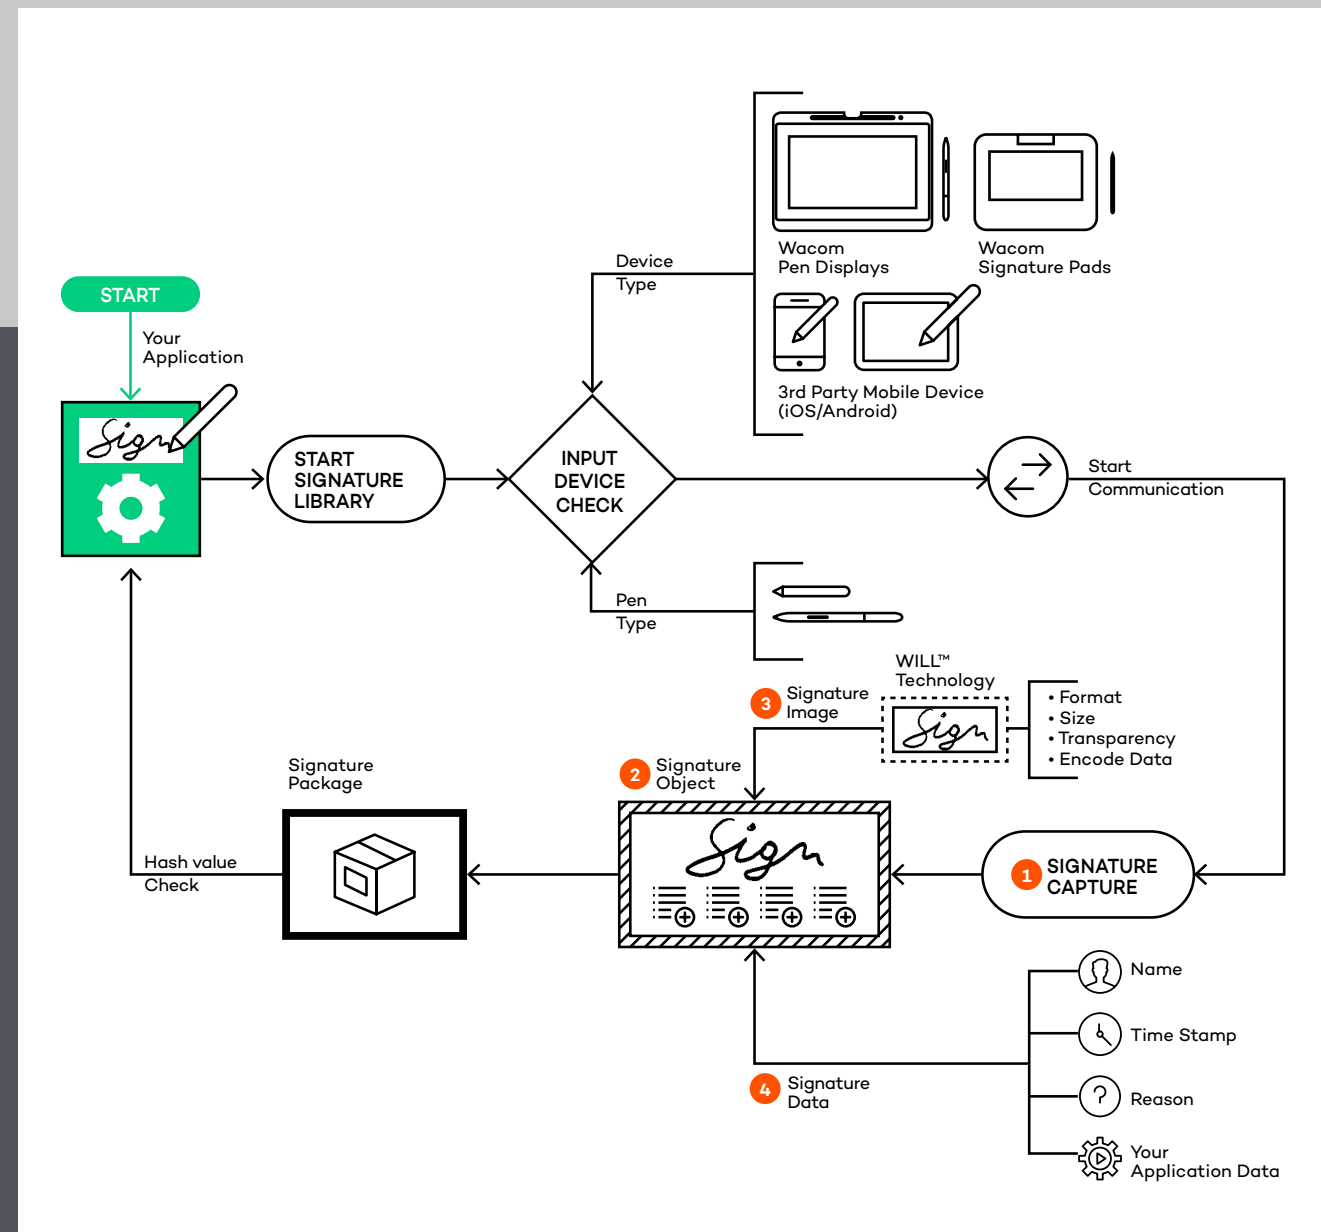 START
Your
Application
Sign
START
SIGNATURE
LIBRARY
INPUT
DEVICE
CHECK
Device
Type
Wacom
Pen Displays
Wacom
Signature Pads
3rd Party Mobile Device
(iOS/Android)
Start
Communication
Pen
Type
WILL™
Technology
Sign
• Format
• Size
• Transparency
• Encode Data
3 Signature
Image
2 Signature
Object
Sign
1 SIGNATURE
CAPTURE
Signature
Package
Hash value
Check
4 Signature
Data
Name
Time Stamp
? Reason
Your
Application Data